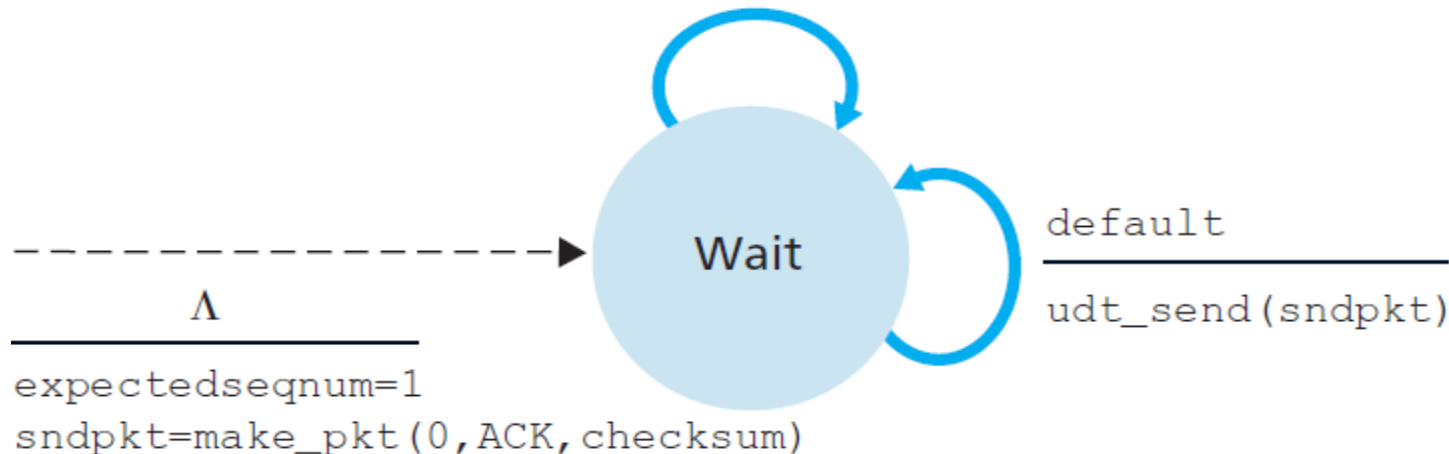 Wait
default
udt_send(sndpkt)
Λ
expectedseqnum=1
sndpkt=make_pkt(0,ACK,checksum)